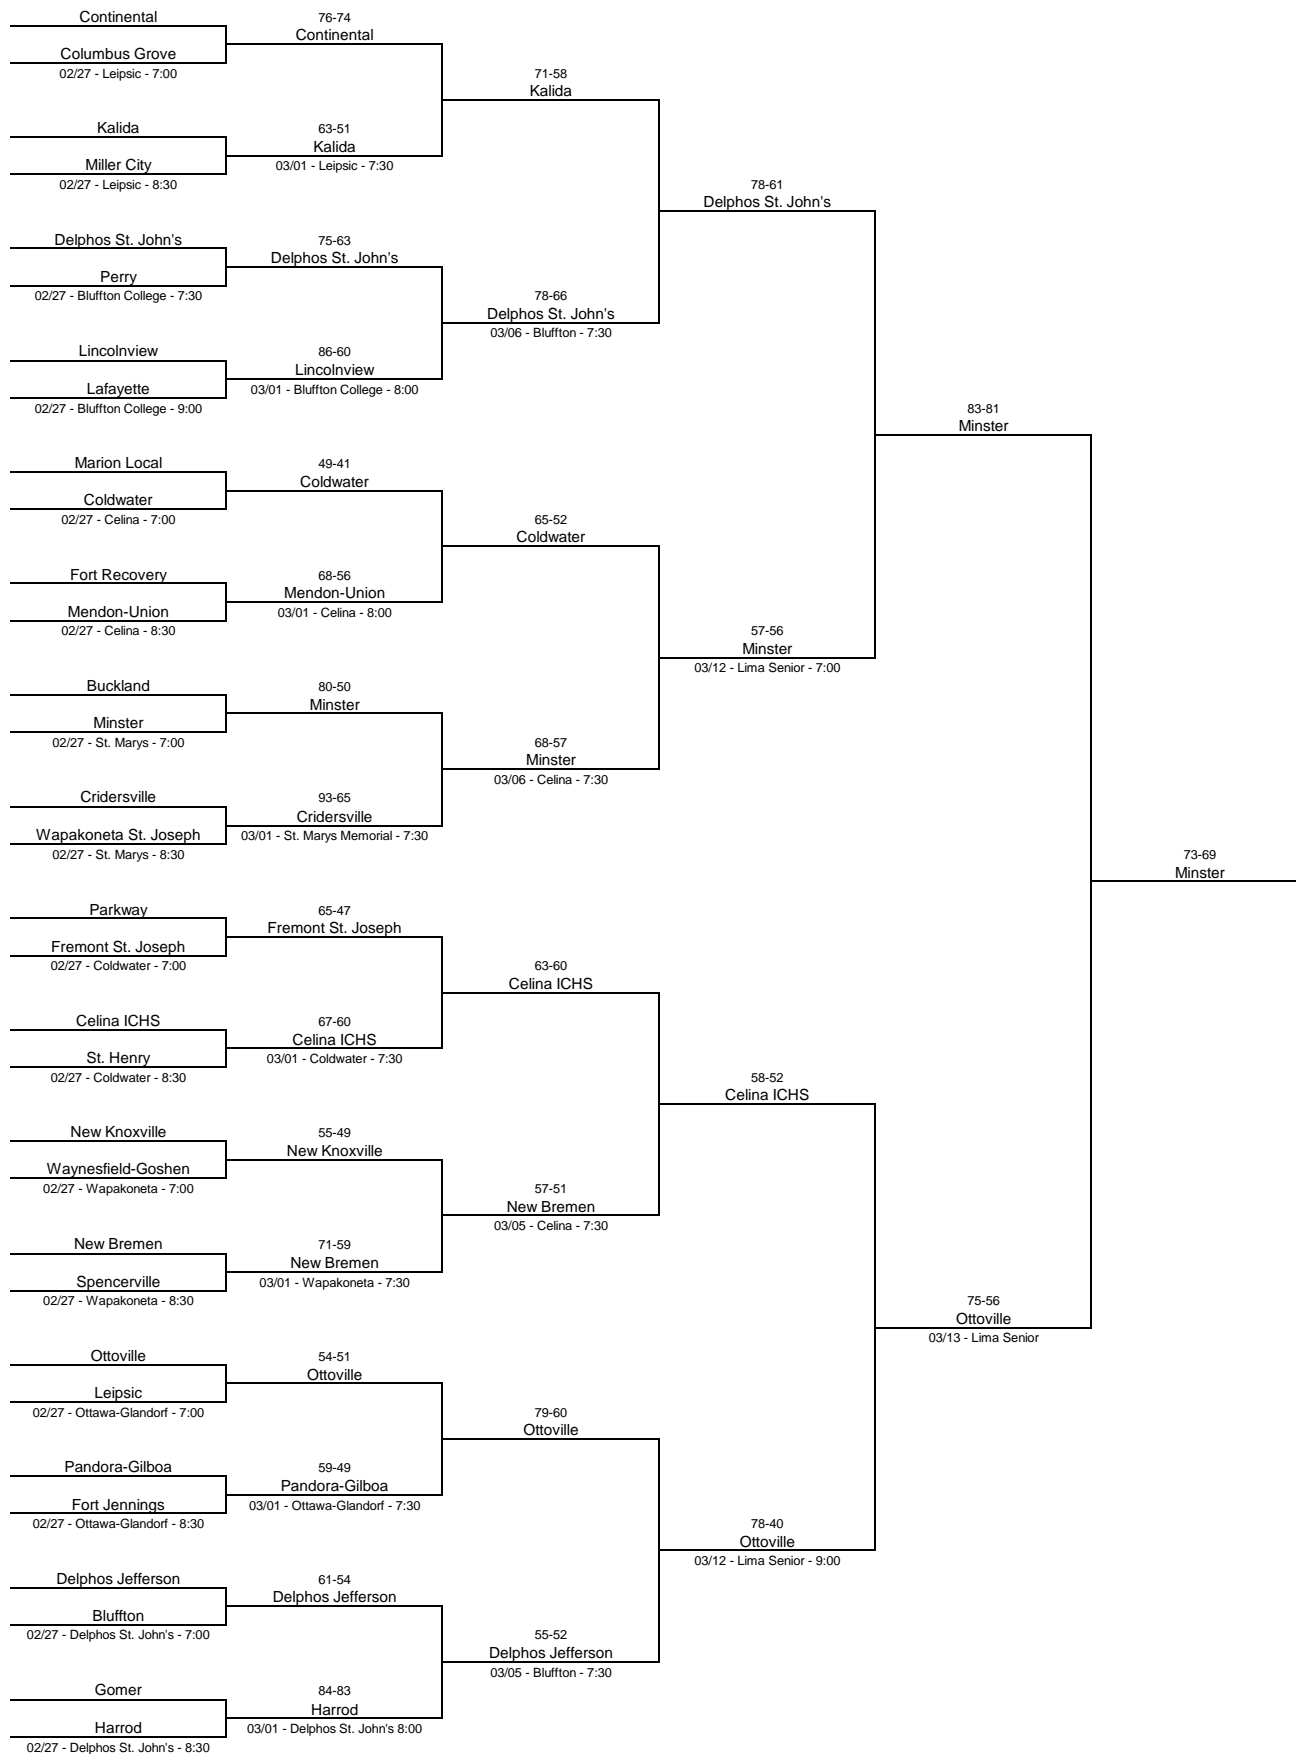 Continental
Columbus Grove
02/27 - Leipsic - 7:00
Kalida
Miller City
02/27 - Leipsic - 8:30
Delphos St. John's
Perry
02/27 - Bluffton College - 7:30
Lincolnview
Lafayette
02/27 - Bluffton College - 9:00
Marion Local
Coldwater
02/27 - Celina - 7:00
Fort Recovery
Mendon-Union
02/27 - Celina - 8:30
Buckland
Minster
02/27 - St. Marys - 7:00
Cridersville
Wapakoneta St. Joseph
02/27 - St. Marys - 8:30
Parkway
Fremont St. Joseph
02/27 - Coldwater - 7:00
Celina ICHS
St. Henry
02/27 - Coldwater - 8:30
New Knoxville
Waynesfield-Goshen
02/27 - Wapakoneta - 7:00
New Bremen
Spencerville
02/27 - Wapakoneta - 8:30
Ottoville
Leipsic
02/27 - Ottawa-Glandorf - 7:00
Pandora-Gilboa
Fort Jennings
02/27 - Ottawa-Glandorf - 8:30
Delphos Jefferson
Bluffton
02/27 - Delphos St. John's - 7:00
Gomer
Harrod
02/27 - Delphos St. John's - 8:30
76-74
Continental
63-51
Kalida
03/01 - Leipsic - 7:30
75-63
Delphos St. John's
86-60
Lincolnview
03/01 - Bluffton College - 8:00
49-41
Coldwater
68-56
Mendon-Union
03/01 - Celina - 8:00
80-50
Minster
93-65
Cridersville
03/01 - St. Marys Memorial - 7:30
65-47
Fremont St. Joseph
67-60
Celina ICHS
03/01 - Coldwater - 7:30
55-49
New Knoxville
71-59
New Bremen
03/01 - Wapakoneta - 7:30
54-51
Ottoville
59-49
Pandora-Gilboa
03/01 - Ottawa-Glandorf - 7:30
61-54
Delphos Jefferson
84-83
Harrod
03/01 - Delphos St. John's 8:00
71-58
Kalida
78-66
Delphos St. John's
03/06 - Bluffton - 7:30
65-52
Coldwater
68-57
Minster
03/06 - Celina - 7:30
63-60
Celina ICHS
57-51
New Bremen
03/05 - Celina - 7:30
79-60
Ottoville
55-52
Delphos Jefferson
03/05 - Bluffton - 7:30
78-61
Delphos St. John's
57-56
Minster
03/12 - Lima Senior - 7:00
58-52
Celina ICHS
78-40
Ottoville
03/12 - Lima Senior - 9:00
83-81
Minster
75-56
Ottoville
03/13 - Lima Senior
73-69
Minster